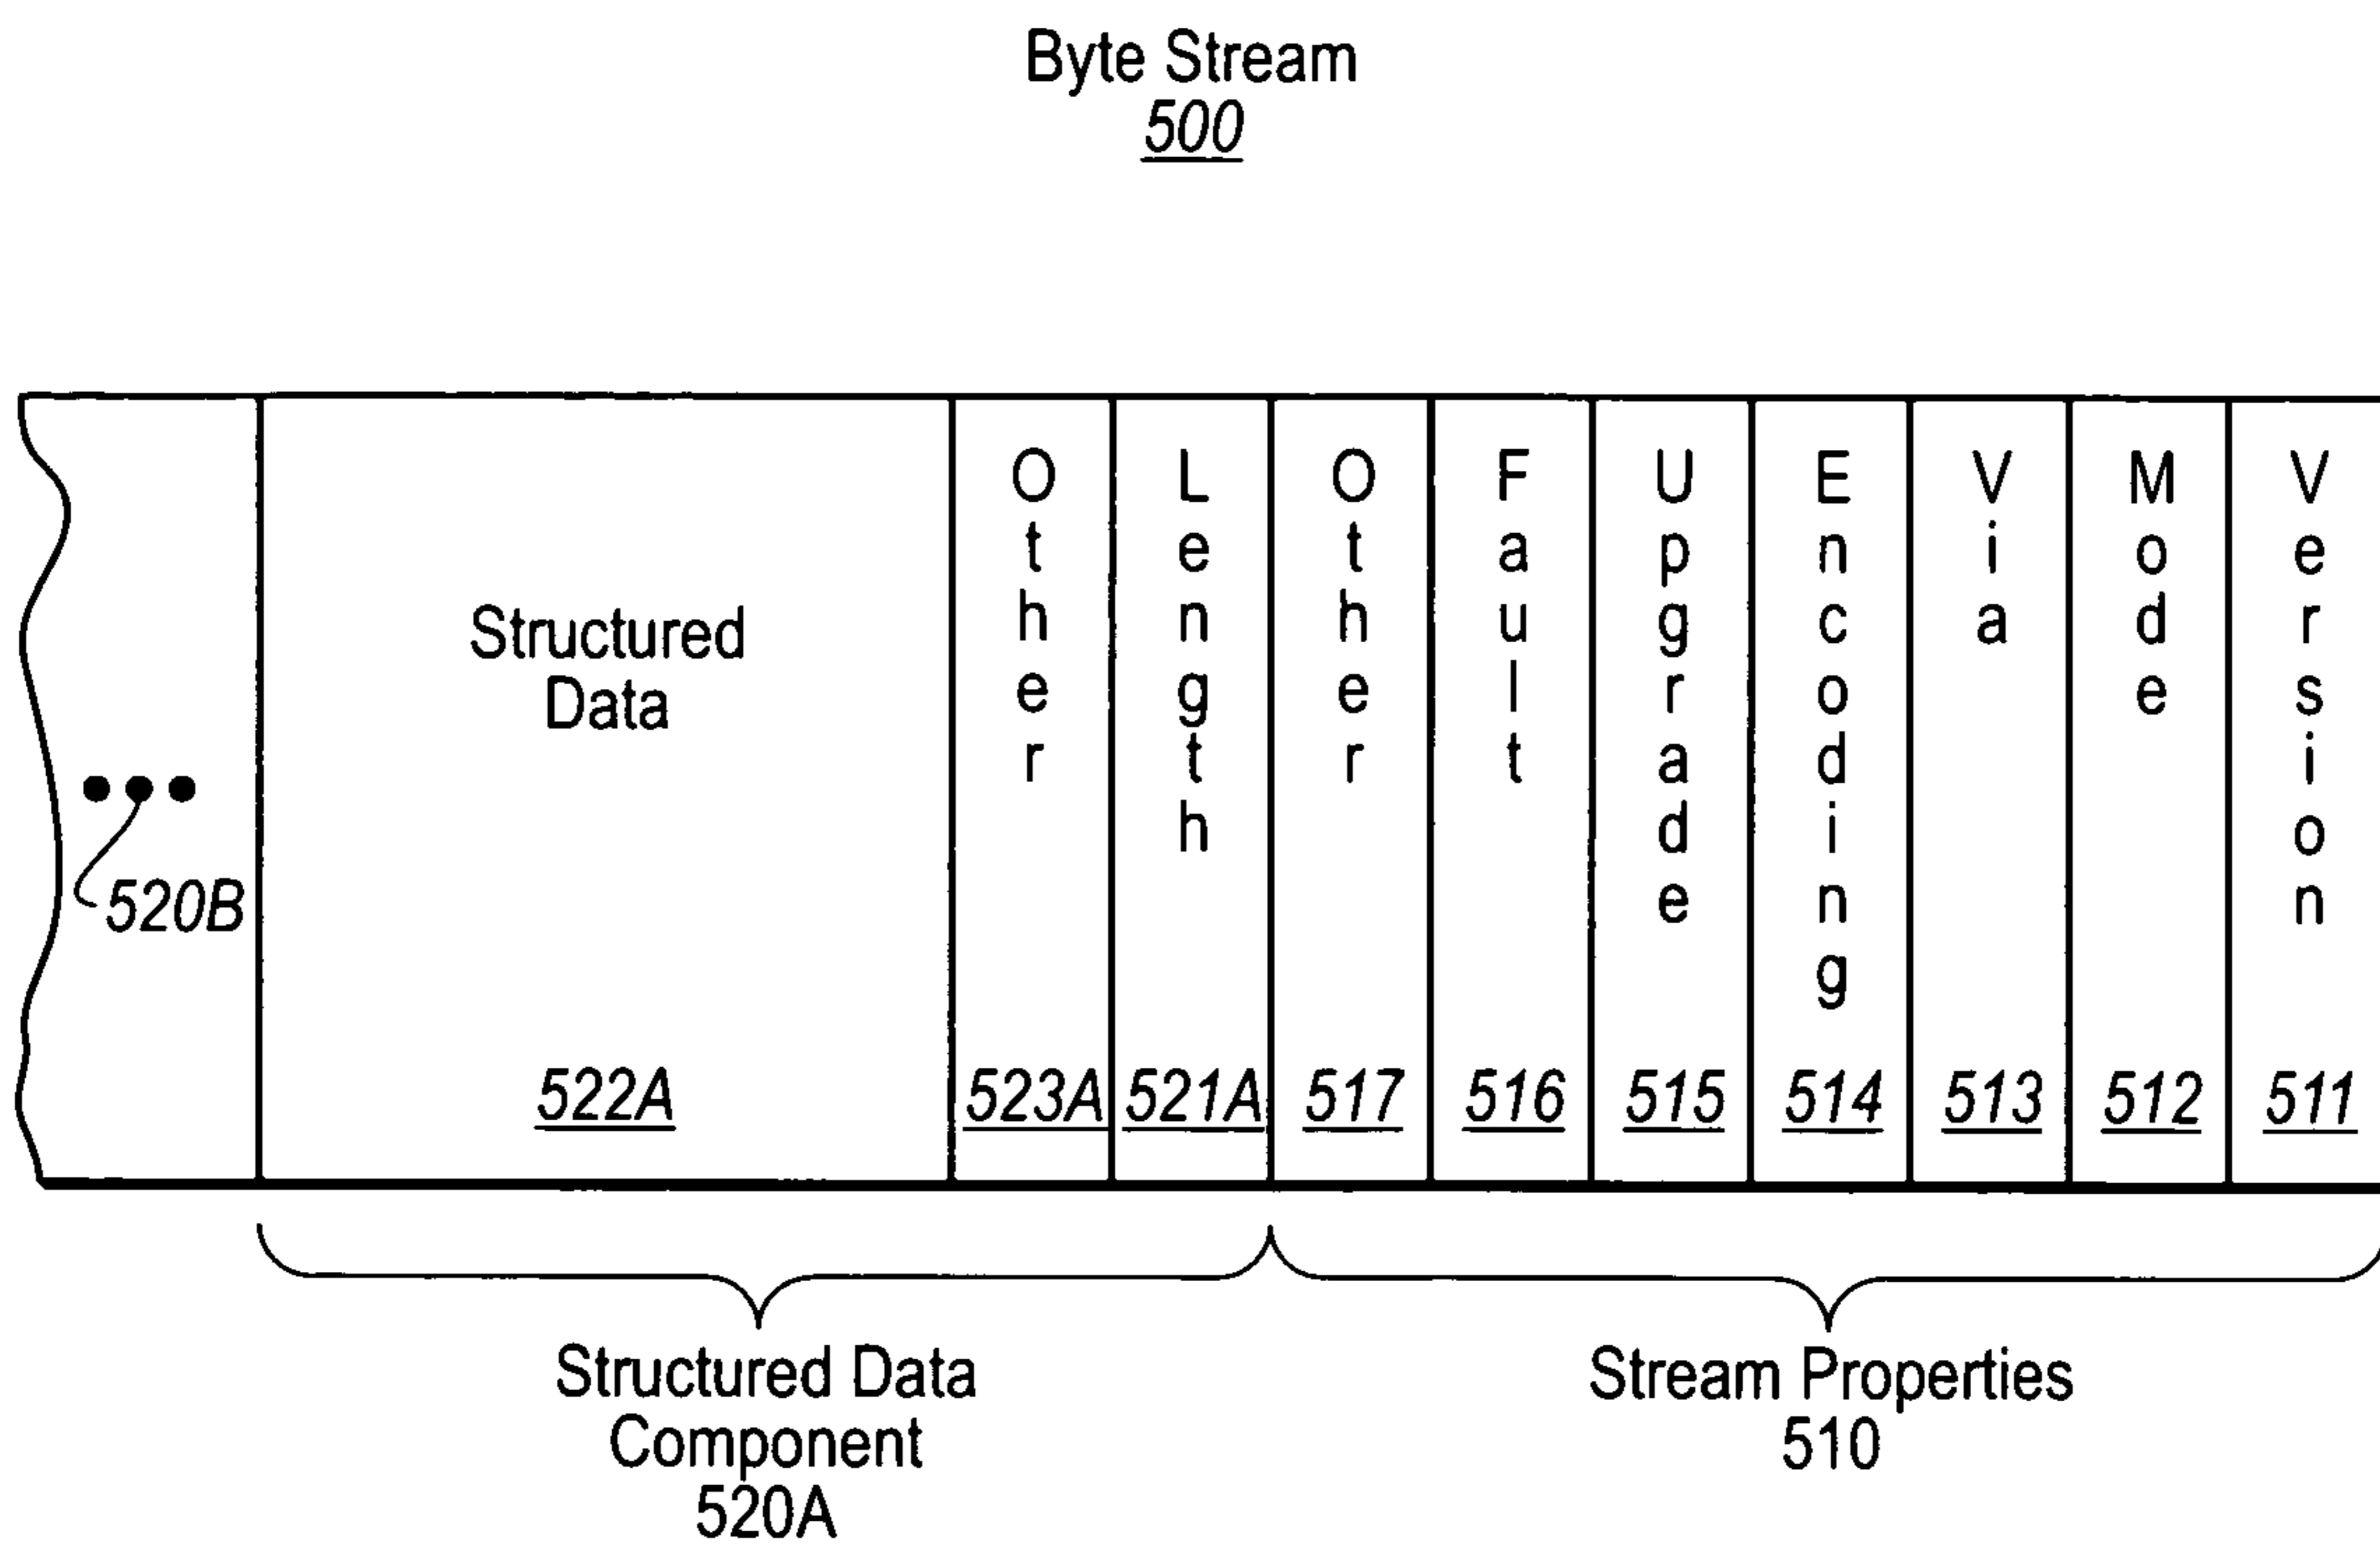 Byte Stream
500
Structured
Data
522A
Other
523A
Length
521A
Other
517
Fault
516
Upgrade
515
Encoding
514
Via
513
Mode
512
Version
511
520B
Structured Data
Component
520A
Stream Properties
510